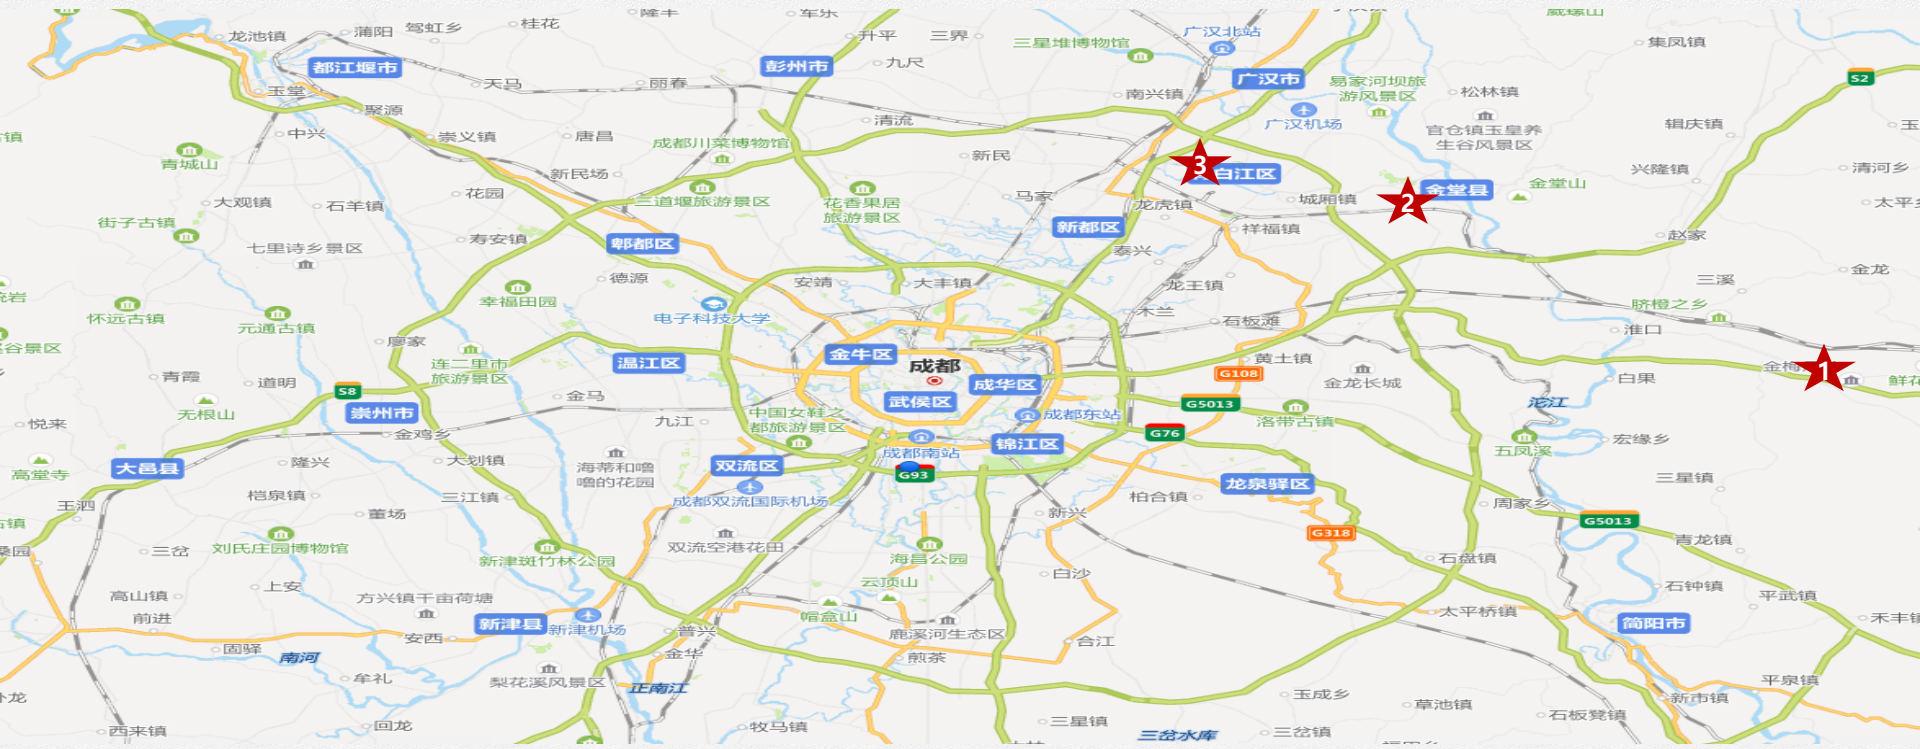 隆丰
军乐
威螺山
龙池镇
蒲阳
驾虹乡
桂花
升平
三界
广汉北站
三星堆博物馆
集凤镇
都江堰市
彭州市
九尺
广汉市
S2
天马
丽春
易家河坝旅
游风景区
松林镇
玉堂
聚源
南兴镇
中兴
崇义镇
唐昌
清流
广汉机场
官仓镇玉皇养
生谷风景区
辑庆镇
成都川菜博物馆
青城山
新民
3
白江区
新民场
兴隆镇
清河乡
花园
三道堰旅游景区
花香果居
旅游景区
马家
龙虎镇
城厢镇
2
金堂县
金堂山
大观镇
石羊镇
街子古镇
新都区
祥福镇
赵家
七里诗乡景区
寿安镇
郫都区
泰兴
德源
安靖
大丰镇
龙王镇
三溪
金龙
幸福田园
怀远古镇
元通古镇
电子科技大学
木兰
石板滩
脐橙之乡
淮口
廖家
连二里市
旅游景区
温江区
金牛区
成都
黄土镇
1
青霞
道明
S8
金马
成华区
G108
金龙长城
白果
无根山
崇州市
武侯区
G5013
沱江
悦来
金鸡乡
九江
中国女鞋之
都旅游景区
成都东站
洛带古镇
G76
锦江区
五凤溪
宏缘乡
高堂寺
大邑县
隆兴
大划镇
海蒂和噜
噜的花园
双流区
成都南站
G93
龙泉驿区
三星镇
王泗
桤泉镇
三江镇
成都双流国际机场
柏合镇
周家乡
董场
新兴
G5013
G318
三岔
刘氏庄园博物馆
新津斑竹林公园
双流空港花田
海昌公园
青龙镇
石盘镇
上安
云顶山
白沙
石钟镇
高山镇
方兴镇千亩荷塘
平武镇
前进
新津县
新津机场
帽盒山
太平桥镇
简阳市
安西
普兴
鹿溪河生态区
合江
固驿
南河
金华
煎茶
牟礼
梨花溪风景区
正南江
玉成乡
平泉镇
新市镇
草池镇
西来镇
回龙
牧马镇
三星镇
三岔水库
三岔镇
石板凳镇